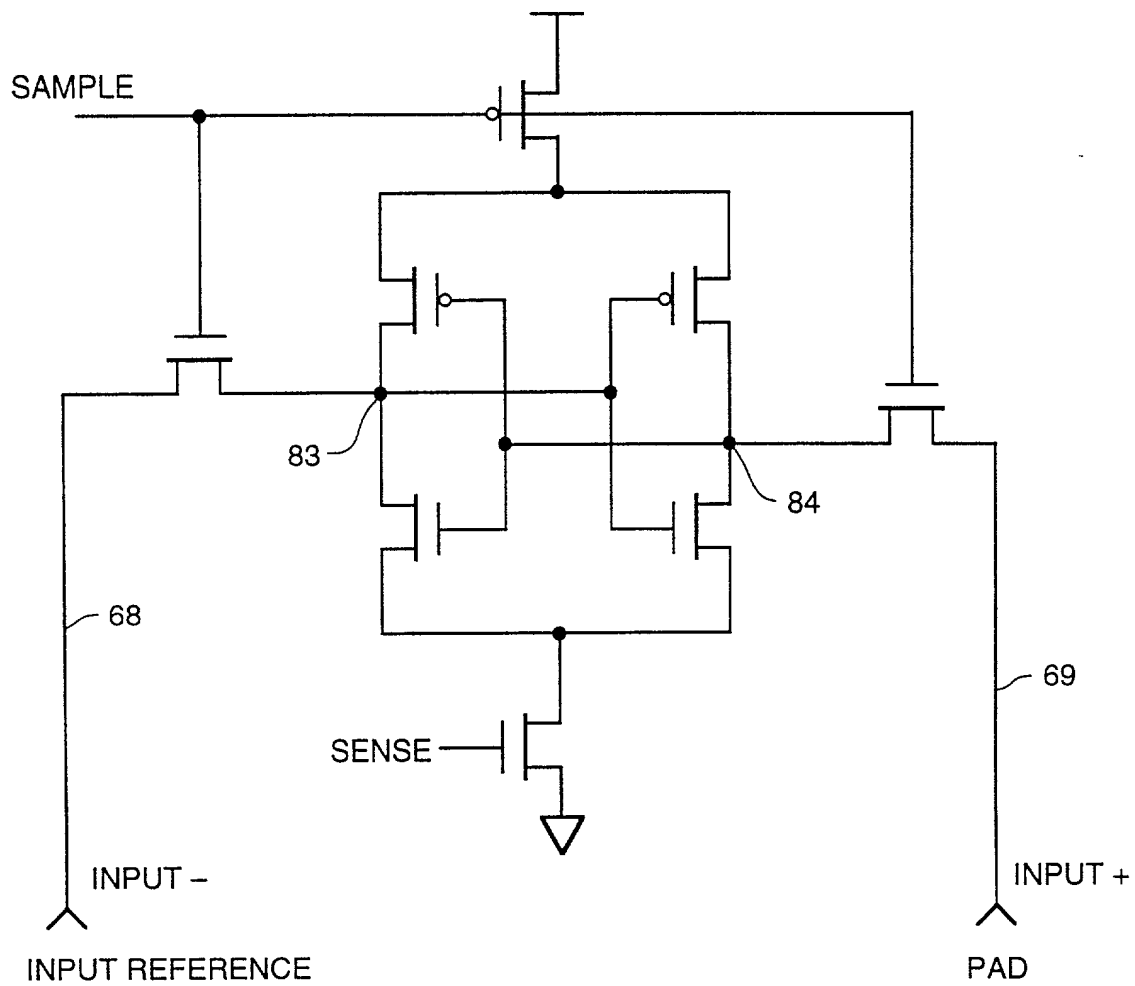 SAMPLE
83
84
68
69
SENSE
INPUT –
INPUT +
INPUT REFERENCE
PAD